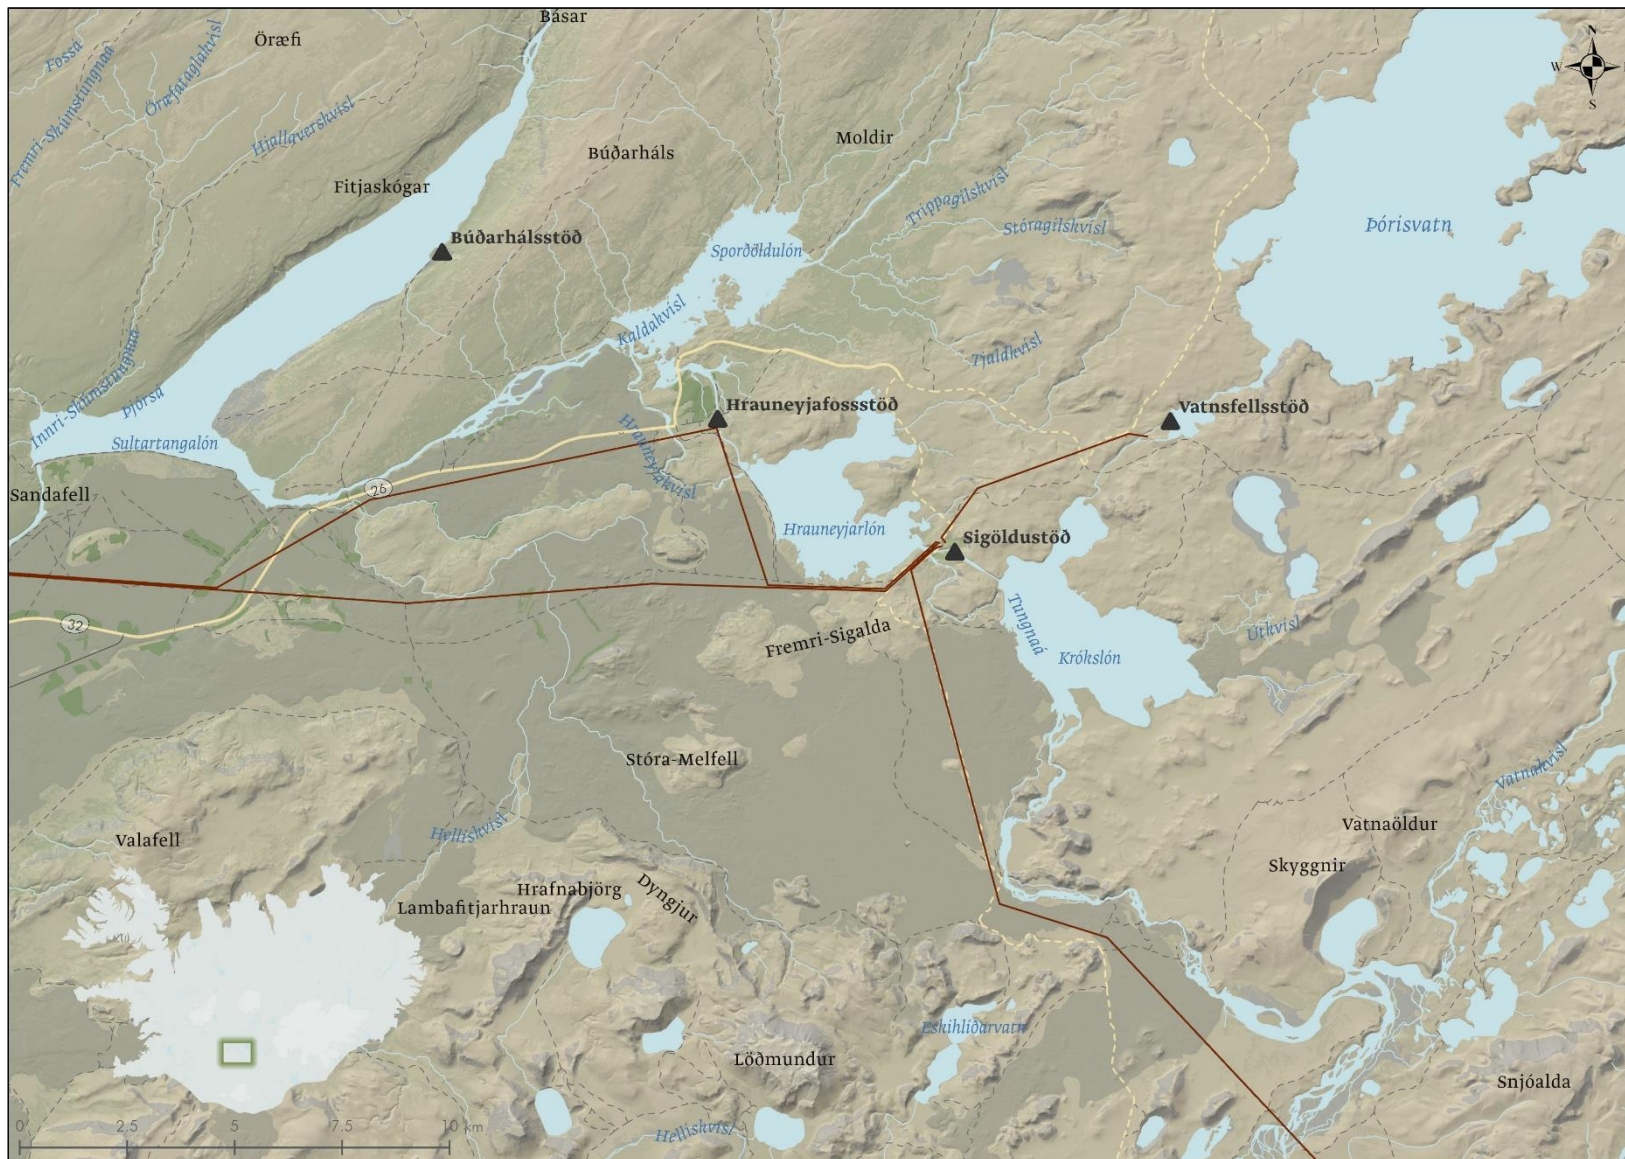 Básar
Öræfi
Fossá
Öræfataglakvísl
Fremri-Skúmstungnaá
Hjallaverskvísl
N
W
S
Moldir
Búðarháls
Fitjaskógar
Trippagilskvísl
Stóragilskvísl
Þórisvatn
Búðarhálsstöð
Sporðöldulón
Kaldakvísl
Tjaldkvísl
Innri-Skúmstungnaá
Þjórsá
Hrauneyjafossstöð
Vatnsfellsstöð
Sultartangalón
Hrauneyjakvísl
26
Sandafell
Hrauneyjarlón
Sigöldustöð
32
Tungnaá
Útkvísl
Fremri-Sigalda
Krókslón
Stóra-Melfell
Vatnakvísl
Helliskvísl
Valafell
Vatnaöldur
Skyggnir
Hrafnabjörg
Dyngjur
Lambafitjarhraun
Eskihlíðarvatn
Löðmundur
Snjóalda
Helliskvísl
0 2,5 5 7,5 10 km